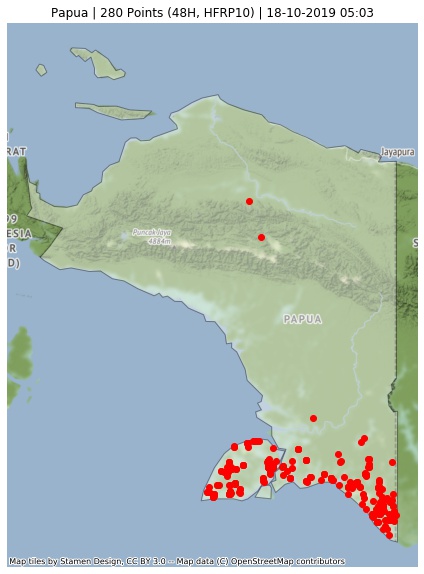 Papua | 280 Points (48H, HFRP10) | 18-10-2019 05:03
Jayapura
RAT
99
ESIA
R
D)
S
Puncak Jaya
4884m
PAPUA
Map tiles by Stamen Design, CC BY 3.0 -- Map data (C) OpenStreetMap contributors